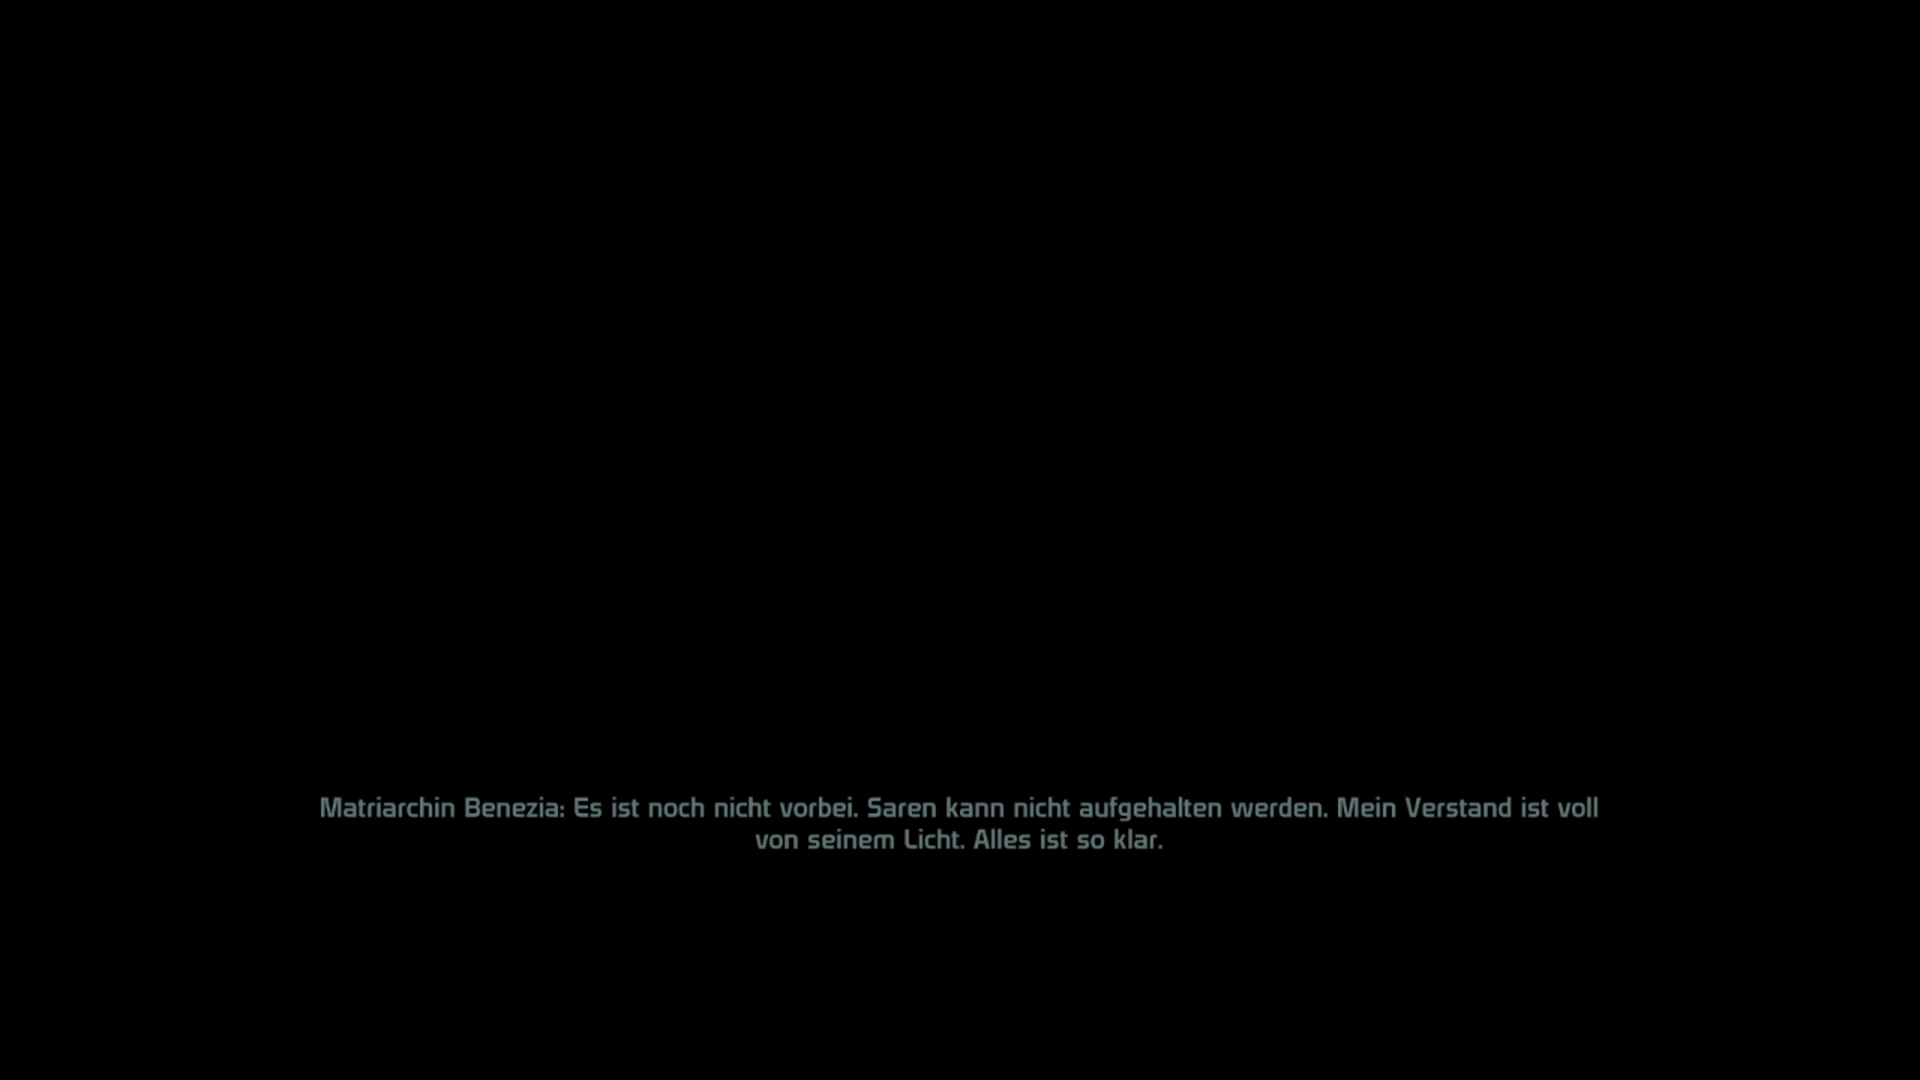 Matriarchin Benezia: Es ist noch nicht vorbei. Saren kann nicht aufgehalten werden. Mein Verstand ist voll
von seinem Licht. Alles ist so klar.